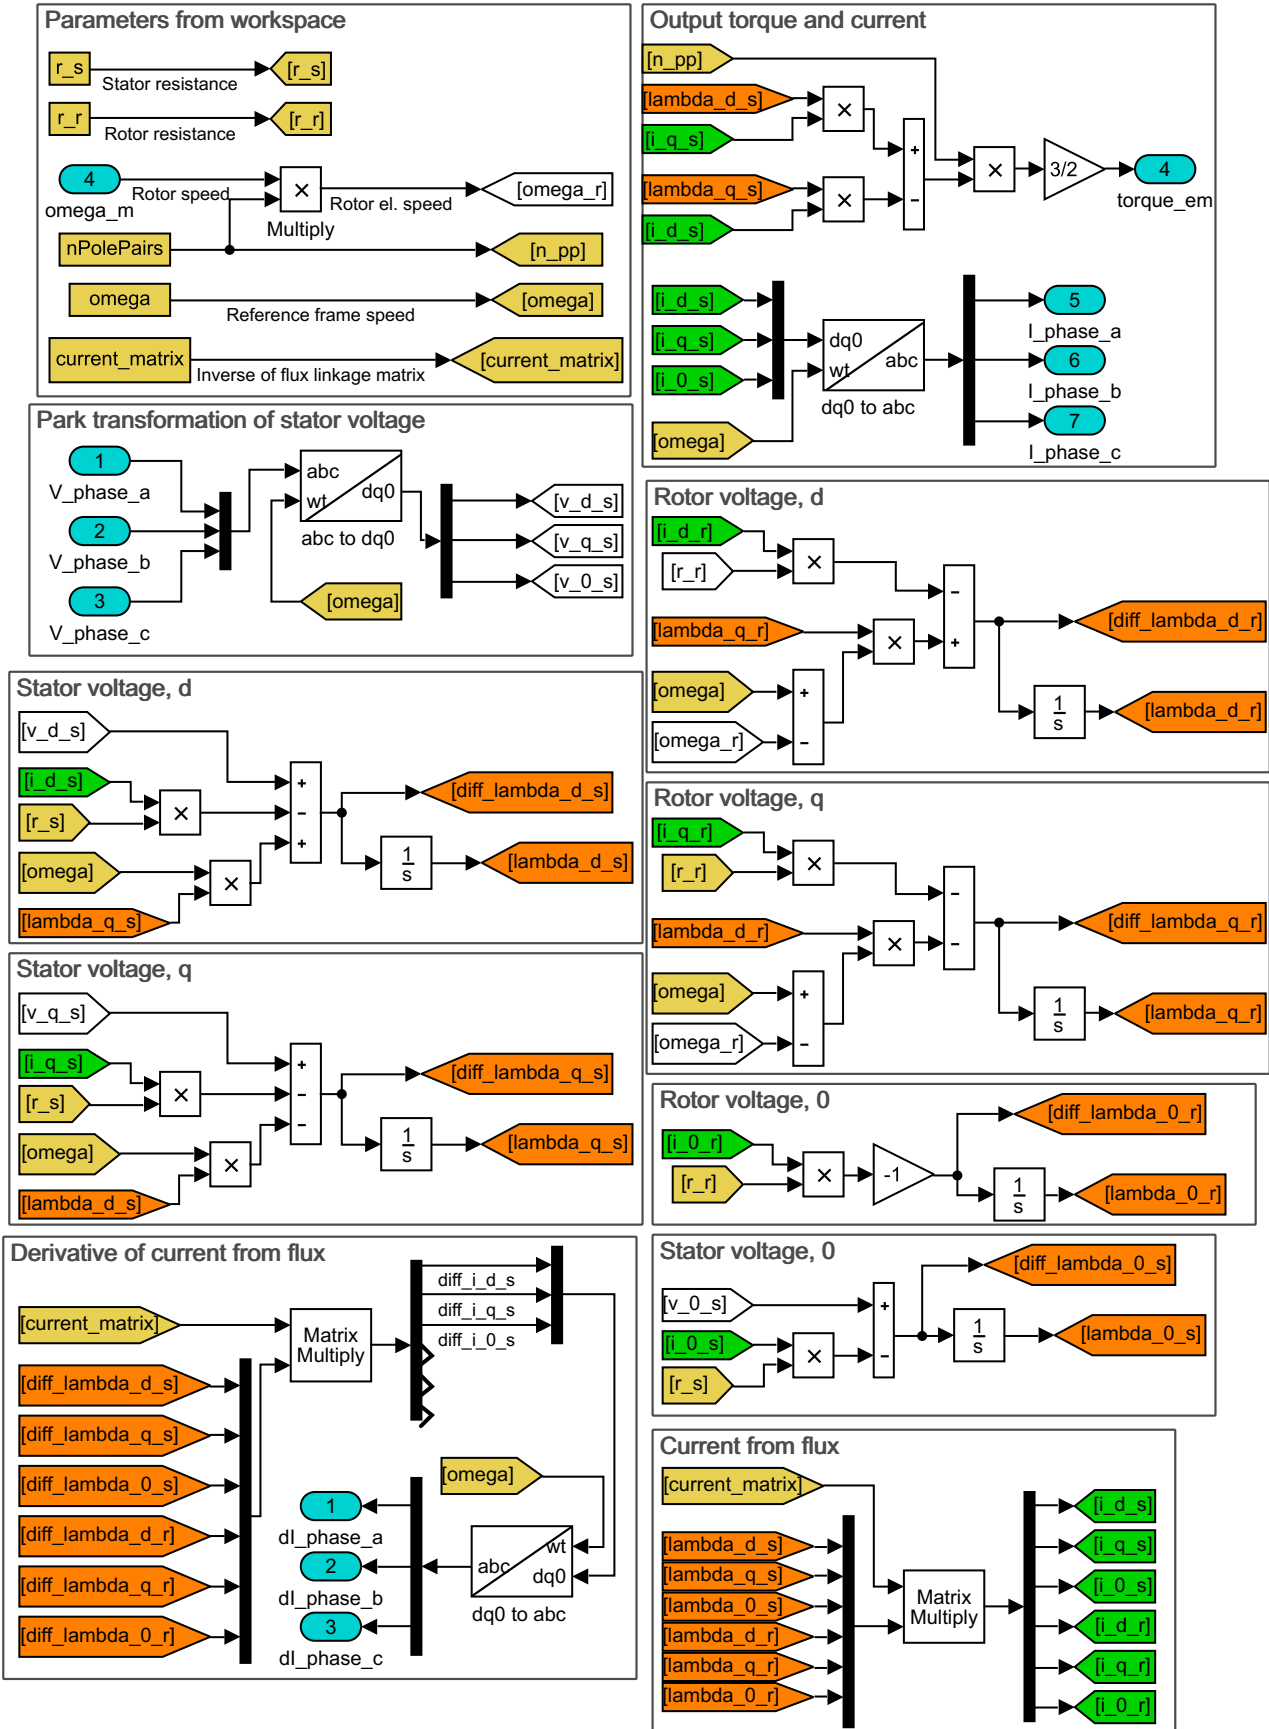 Parameters from workspace
r_s
Stator resistance
[r_s]
r_r
Rotor resistance
[r_r]
4
omega_m
Rotor speed
×
Multiply
Rotor el. speed
[omega_r]
nPolePairs
[n_pp]
omega
Reference frame speed
[omega]
current_matrix
Inverse of flux linkage matrix
[current_matrix]
Output torque and current
[n_pp]
[lambda_d_s]
[i_q_s]
×
[lambda_q_s]
[i_d_s]
×
+
-
×
3/2
4
torque_em
[i_d_s]
[i_q_s]
[i_0_s]
[omega]
dq0
wt
abc
dq0 to abc
5
I_phase_a
6
I_phase_b
7
I_phase_c
Park transformation of stator voltage
1
V_phase_a
2
V_phase_b
3
V_phase_c
abc
wt
dq0
abc to dq0
[omega]
[v_d_s]
[v_q_s]
[v_0_s]
Rotor voltage, d
[i_d_r]
[r_r]
×
[lambda_q_r]
×
[omega]
[omega_r]
+
-
-
+
[diff_lambda_d_r]
1
s
[lambda_d_r]
Stator voltage, d
[v_d_s]
[i_d_s]
[r_s]
×
[omega]
[lambda_q_s]
×
+
-
+
[diff_lambda_d_s]
1
s
[lambda_d_s]
Rotor voltage, q
[i_q_r]
[r_r]
×
[lambda_d_r]
×
[omega]
[omega_r]
+
-
-
-
[diff_lambda_q_r]
1
s
[lambda_q_r]
Stator voltage, q
[v_q_s]
[i_q_s]
[r_s]
×
[omega]
[lambda_d_s]
×
+
-
-
[diff_lambda_q_s]
1
s
[lambda_q_s]
Rotor voltage, 0
[i_0_r]
[r_r]
×
-1
[diff_lambda_0_r]
1
s
[lambda_0_r]
Derivative of current from flux
[current_matrix]
[diff_lambda_d_s]
[diff_lambda_q_s]
[diff_lambda_0_s]
[diff_lambda_d_r]
[diff_lambda_q_r]
[diff_lambda_0_r]
Matrix
Multiply
diff_i_d_s
diff_i_q_s
diff_i_0_s
[omega]
wt
dq0
abc
dq0 to abc
1
dI_phase_a
2
dI_phase_b
3
dI_phase_c
Stator voltage, 0
[v_0_s]
[i_0_s]
[r_s]
×
+
-
[diff_lambda_0_s]
1
s
[lambda_0_s]
Current from flux
[current_matrix]
[lambda_d_s]
[lambda_q_s]
[lambda_0_s]
[lambda_d_r]
[lambda_q_r]
[lambda_0_r]
Matrix
Multiply
[i_d_s]
[i_q_s]
[i_0_s]
[i_d_r]
[i_q_r]
[i_0_r]